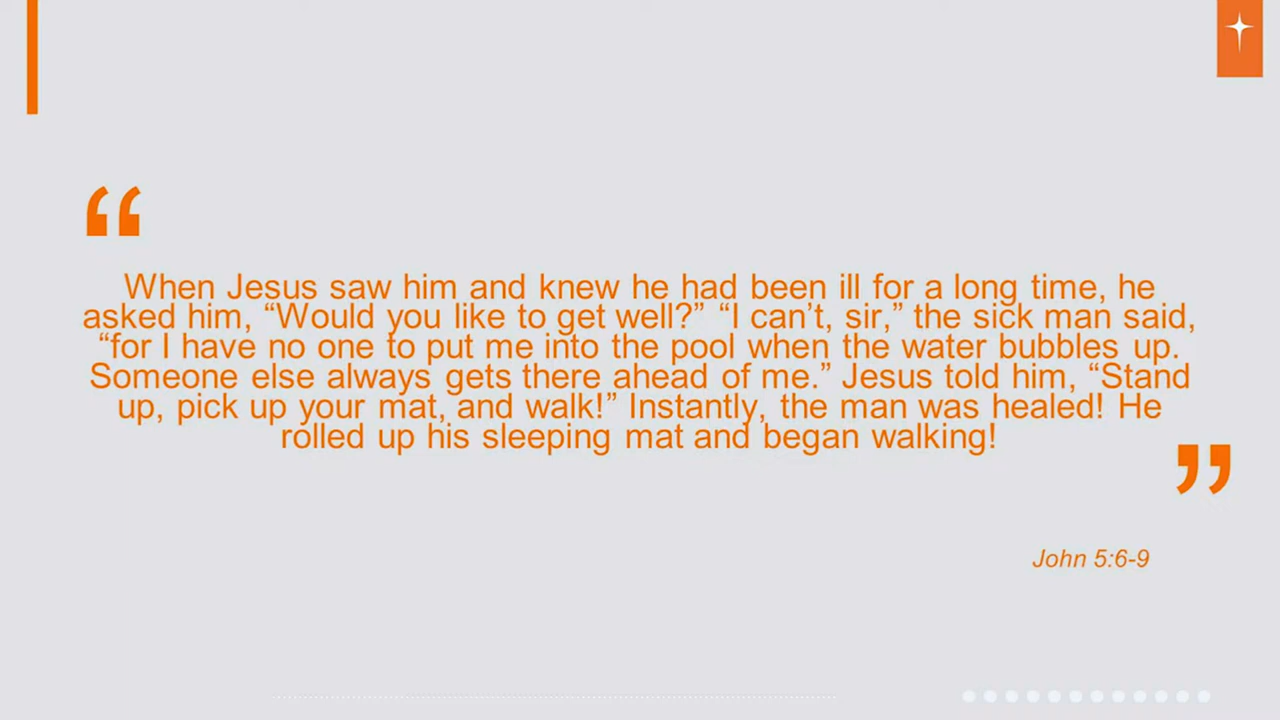 “
When Jesus saw him and knew he had been ill for a long time, he
asked him, “Would you like to get well?” “I can’t, sir,” the sick man said,
“for I have no one to put me into the pool when the water bubbles up.
Someone else always gets there ahead of me.” Jesus told him, “Stand
up, pick up your mat, and walk!” Instantly, the man was healed! He
rolled up his sleeping mat and began walking!
”
John 5:6-9